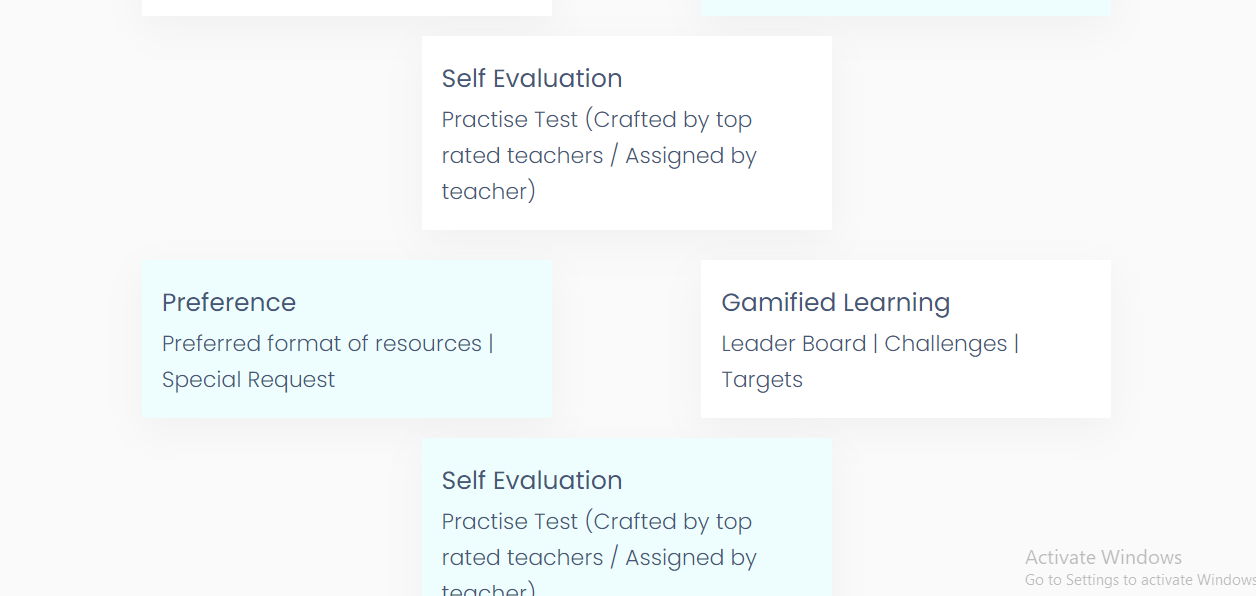 Self Evaluation
Practise Test (Crafted by top
rated teachers / Assigned by
teacher)
Preference
Preferred format of resources |
Special Request
Gamified Learning
Leader Board | Challenges |
Targets
Self Evaluation
Practise Test (Crafted by top
rated teachers / Assigned by
teacher)
Activate Windows
Go to Settings to activate Windows